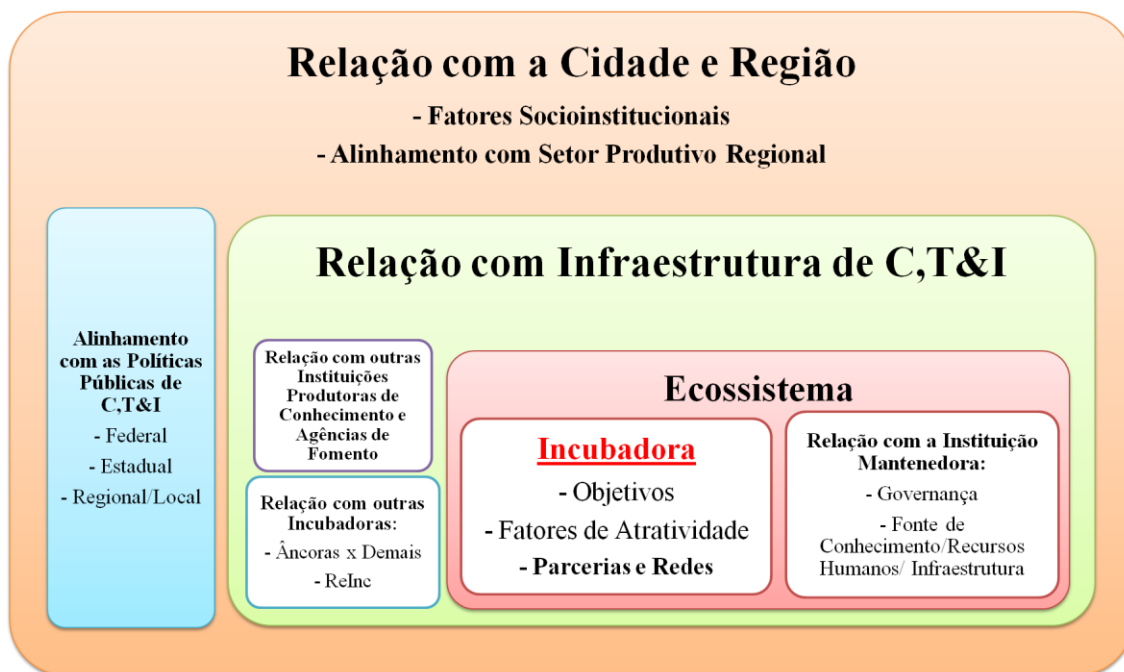 Relação com a Cidade e Região
- Fatores Socioinstitucionais
- Alinhamento com Setor Produtivo Regional
Alinhamento
com as Políticas
Públicas de
C,T&I
- Federal
- Estadual
- Regional/Local
Relação com Infraestrutura de C,T&I
Relação com outras
Instituições
Produtoras de
Conhecimento e
Agências de
Fomento
Relação com outras
Incubadoras:
- Âncoras x Demais
- ReInc
Ecossistema
Incubadora
- Objetivos
- Fatores de Atratividade
- Parcerias e Redes
Relação com a Instituição
Mantenedora:
- Governança
- Fonte de
Conhecimento/Recursos
Humanos/ Infraestrutura